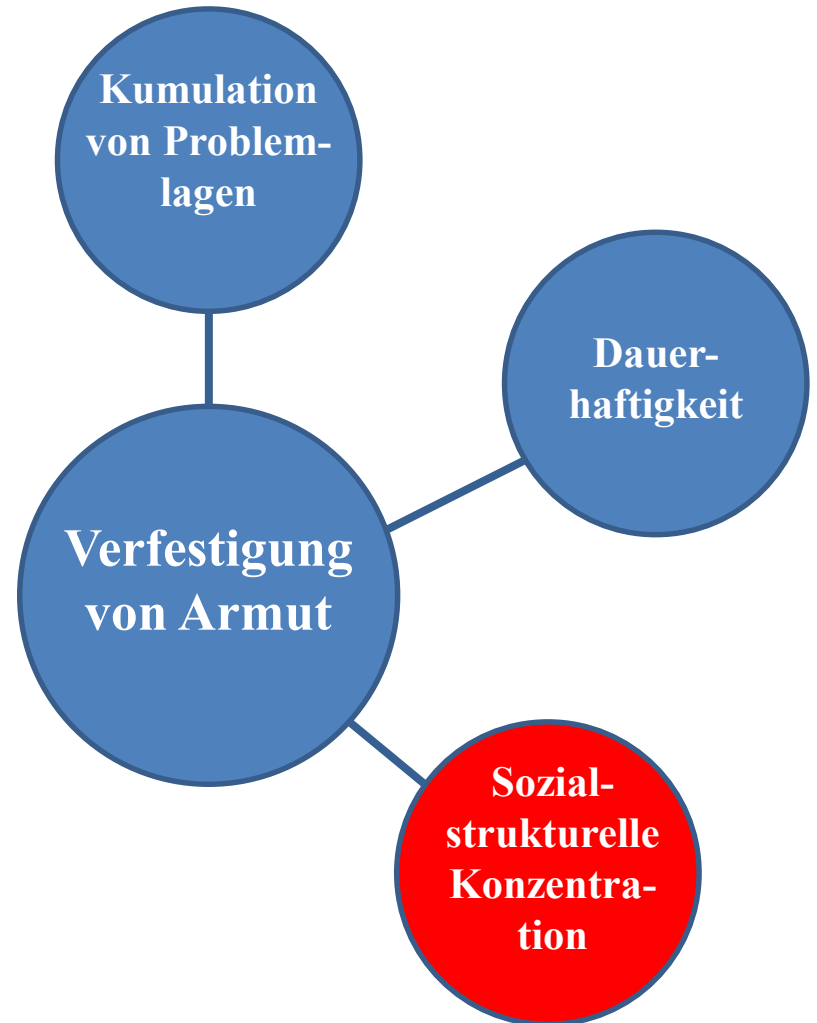 Kumulation
von Problem-
lagen
Dauer-
haftigkeit
Verfestigung
von Armut
Sozial-
strukturelle
Konzentra-
tion